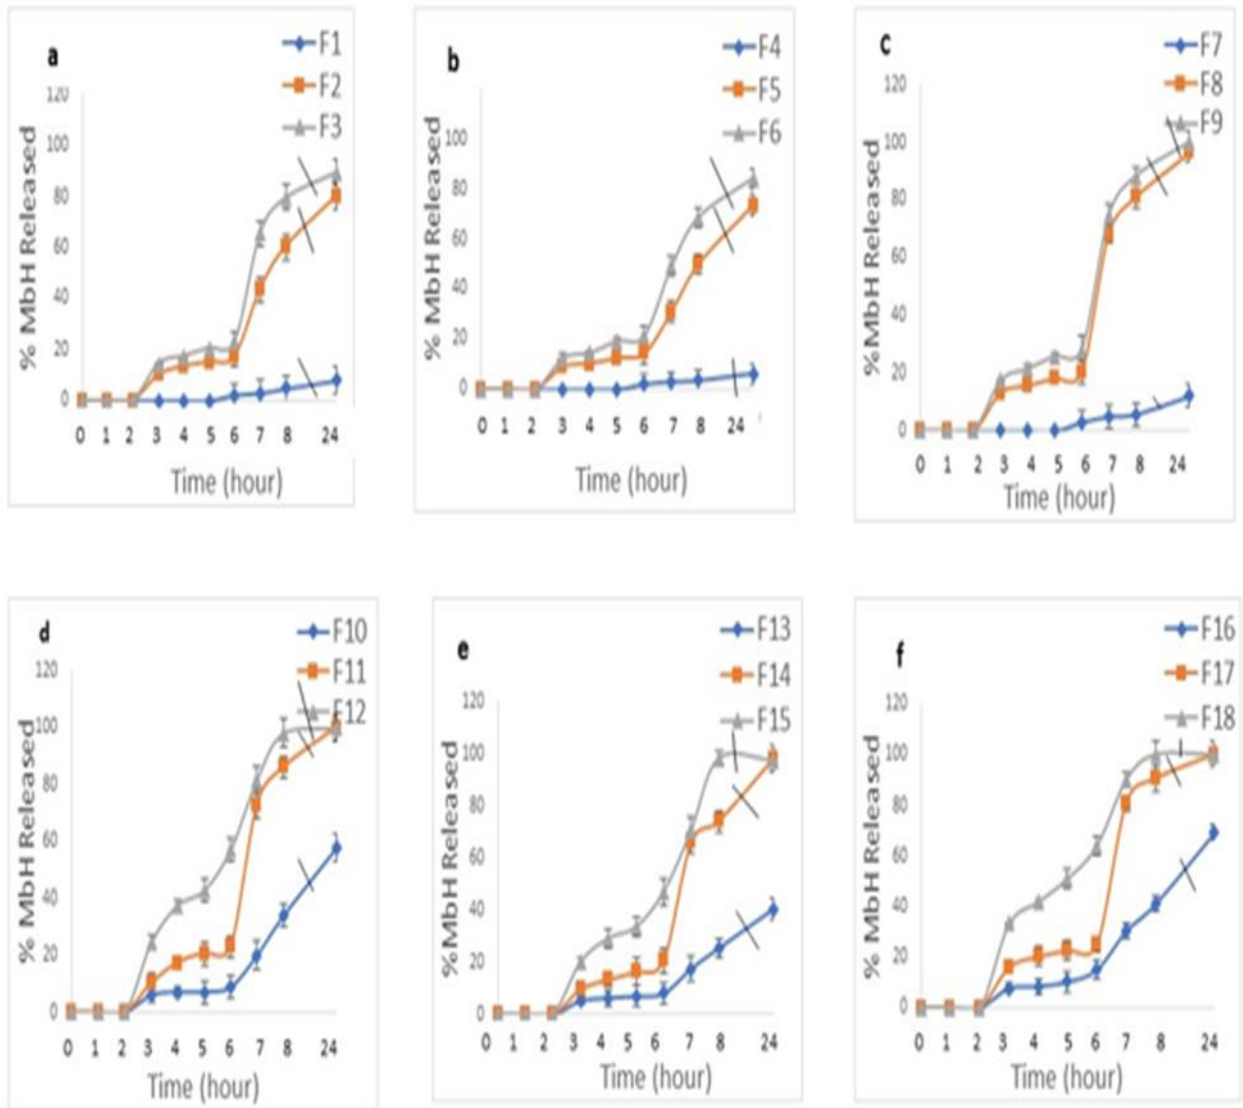 a
F1
F2
F3
% MbH Released
120
100
80
60
40
20
0
0 1 2 3 4 5 6 7 8 24
Time (hour)
b
F4
F5
F6
% MbH Released
100
80
60
40
20
0
0 1 2 3 4 5 6 7 8 24
Time (hour)
c
F7
F8
F9
%MbH Released
120
100
80
60
40
20
0
0 1 2 3 4 5 6 7 8 24
Time (hour)
d
F10
F11
F12
% MbH Released
120
100
80
60
40
20
0
0 1 2 3 4 5 6 7 8 24
Time (hour)
e
F13
F14
F15
%MbH Released
120
100
80
60
40
20
0
0 1 2 3 4 5 6 7 8 24
Time (hour)
f
F16
F17
F18
% MbH Released
120
100
80
60
40
20
0
0 1 2 3 4 5 6 7 8 24
Time (hour)